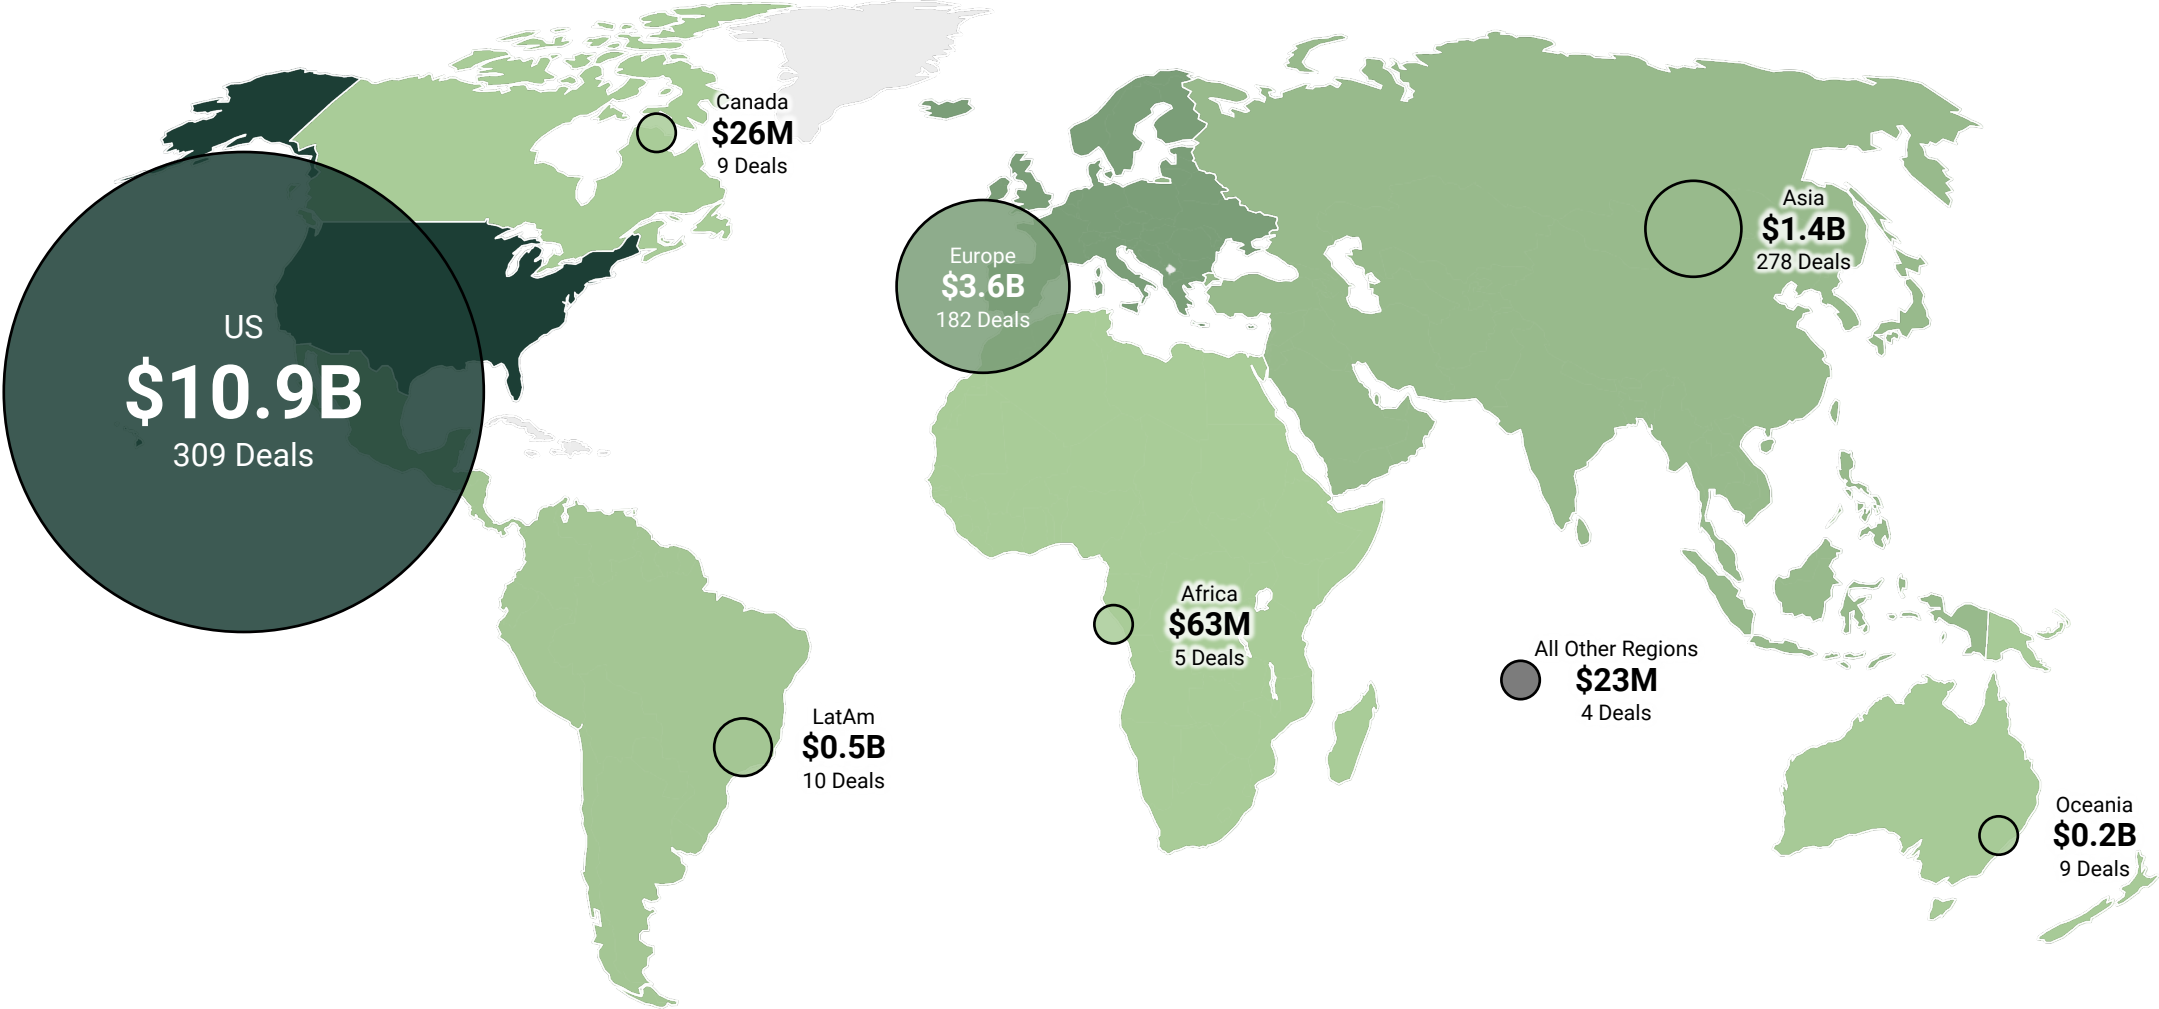 Canada
$26M
9 Deals
US
$10.9B
309 Deals
Europe
$3.6B
182 Deals
Asia
$1.4B
278 Deals
Africa
$63M
5 Deals
All Other Regions
$23M
4 Deals
LatAm
$0.5B
10 Deals
Oceania
$0.2B
9 Deals